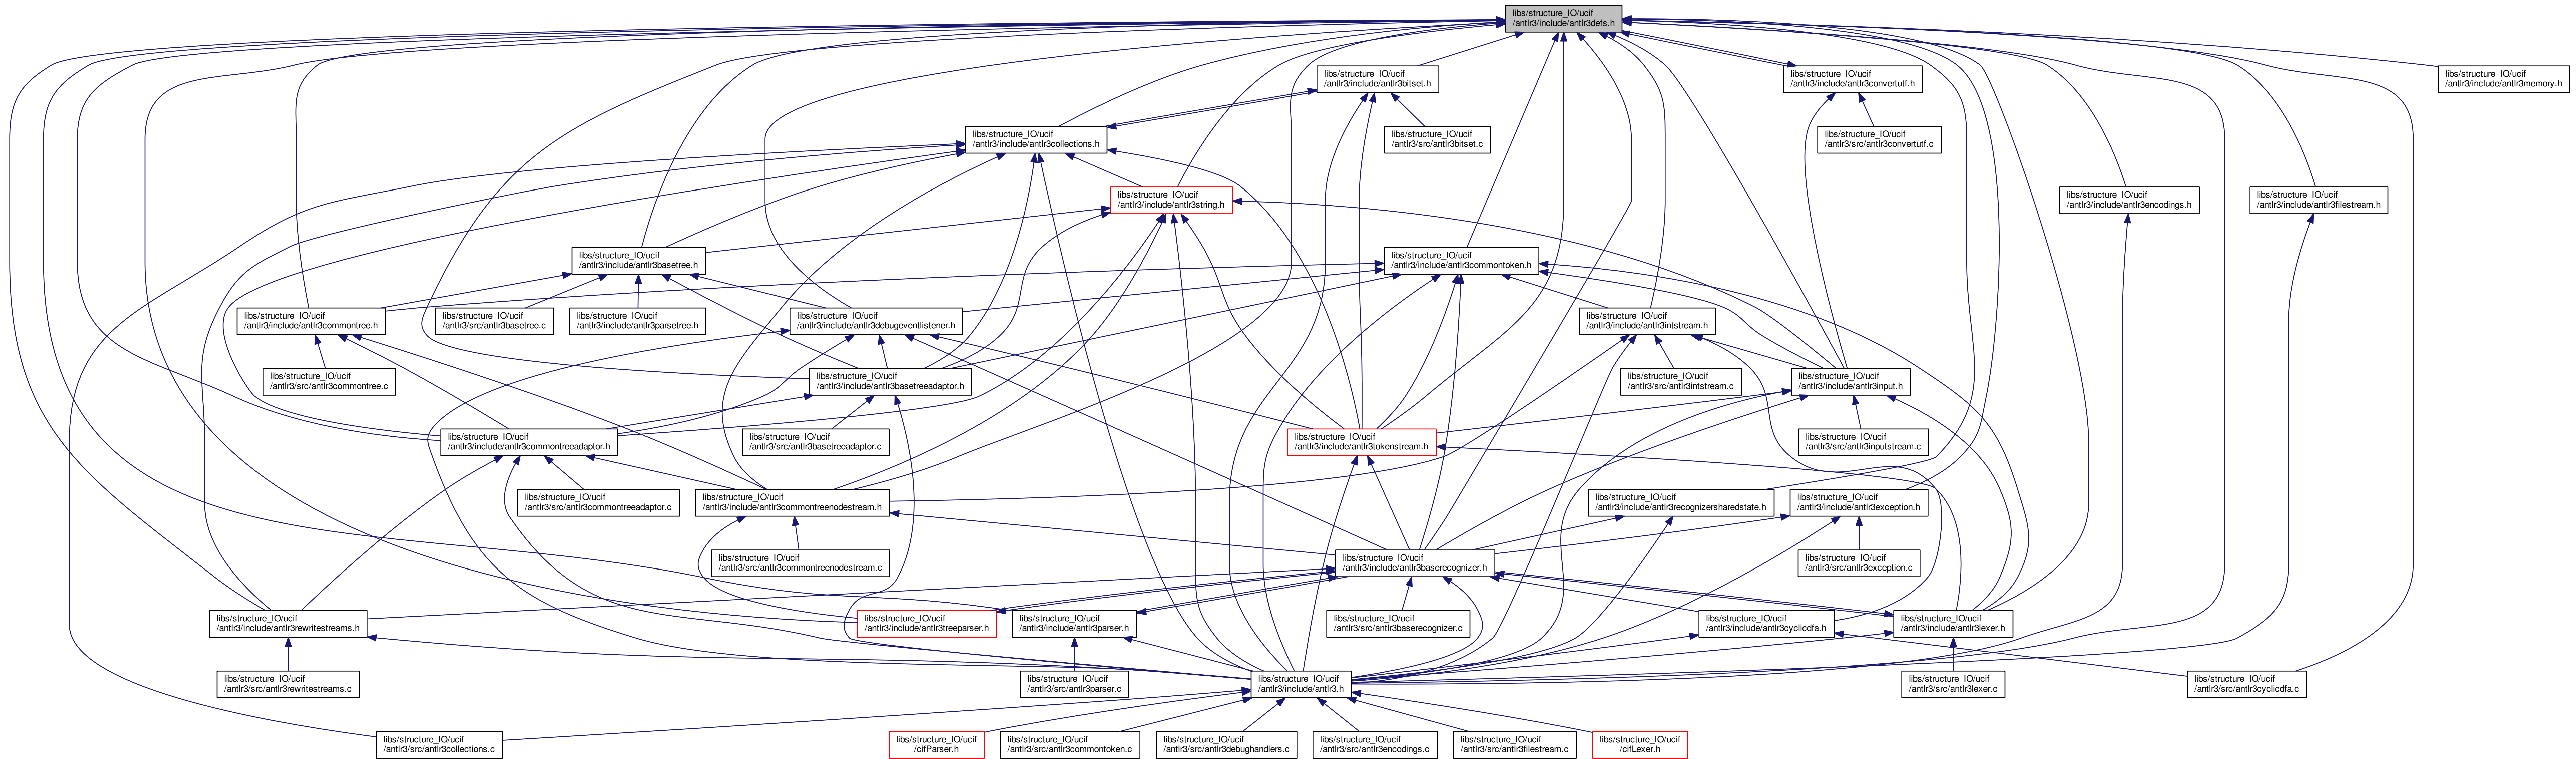 libs/structure_IO/ucif
/antlr3/include/antlr3defs.h
libs/structure_IO/ucif
/antlr3/include/antlr3bitset.h
libs/structure_IO/ucif
/antlr3/include/antlr3convertutf.h
libs/structure_IO/ucif
/antlr3/include/antlr3memory.h
libs/structure_IO/ucif
/antlr3/include/antlr3collections.h
libs/structure_IO/ucif
/antlr3/src/antlr3bitset.c
libs/structure_IO/ucif
/antlr3/src/antlr3convertutf.c
libs/structure_IO/ucif
/antlr3/include/antlr3string.h
libs/structure_IO/ucif
/antlr3/include/antlr3encodings.h
libs/structure_IO/ucif
/antlr3/include/antlr3filestream.h
libs/structure_IO/ucif
/antlr3/include/antlr3basetree.h
libs/structure_IO/ucif
/antlr3/include/antlr3commontoken.h
libs/structure_IO/ucif
/antlr3/include/antlr3commontree.h
libs/structure_IO/ucif
/antlr3/src/antlr3basetree.c
libs/structure_IO/ucif
/antlr3/include/antlr3parsetree.h
libs/structure_IO/ucif
/antlr3/include/antlr3debugeventlistener.h
libs/structure_IO/ucif
/antlr3/include/antlr3intstream.h
libs/structure_IO/ucif
/antlr3/src/antlr3commontree.c
libs/structure_IO/ucif
/antlr3/include/antlr3basetreeadaptor.h
libs/structure_IO/ucif
/antlr3/src/antlr3intstream.c
libs/structure_IO/ucif
/antlr3/include/antlr3input.h
libs/structure_IO/ucif
/antlr3/include/antlr3commontreeadaptor.h
libs/structure_IO/ucif
/antlr3/src/antlr3basetreeadaptor.c
libs/structure_IO/ucif
/antlr3/include/antlr3tokenstream.h
libs/structure_IO/ucif
/antlr3/src/antlr3inputstream.c
libs/structure_IO/ucif
/antlr3/src/antlr3commontreeadaptor.c
libs/structure_IO/ucif
/antlr3/include/antlr3commontreenodestream.h
libs/structure_IO/ucif
/antlr3/include/antlr3recognizersharedstate.h
libs/structure_IO/ucif
/antlr3/include/antlr3exception.h
libs/structure_IO/ucif
/antlr3/src/antlr3commontreenodestream.c
libs/structure_IO/ucif
/antlr3/include/antlr3baserecognizer.h
libs/structure_IO/ucif
/antlr3/src/antlr3exception.c
libs/structure_IO/ucif
/antlr3/include/antlr3rewritestreams.h
libs/structure_IO/ucif
/antlr3/include/antlr3treeparser.h
libs/structure_IO/ucif
/antlr3/include/antlr3parser.h
libs/structure_IO/ucif
/antlr3/src/antlr3baserecognizer.c
libs/structure_IO/ucif
/antlr3/include/antlr3cyclicdfa.h
libs/structure_IO/ucif
/antlr3/include/antlr3lexer.h
libs/structure_IO/ucif
/antlr3/src/antlr3rewritestreams.c
libs/structure_IO/ucif
/antlr3/src/antlr3parser.c
libs/structure_IO/ucif
/antlr3/include/antlr3.h
libs/structure_IO/ucif
/antlr3/src/antlr3lexer.c
libs/structure_IO/ucif
/antlr3/src/antlr3cyclicdfa.c
libs/structure_IO/ucif
/antlr3/src/antlr3collections.c
libs/structure_IO/ucif
/cifParser.h
libs/structure_IO/ucif
/antlr3/src/antlr3commontoken.c
libs/structure_IO/ucif
/antlr3/src/antlr3debughandlers.c
libs/structure_IO/ucif
/antlr3/src/antlr3encodings.c
libs/structure_IO/ucif
/antlr3/src/antlr3filestream.c
libs/structure_IO/ucif
/cifLexer.h